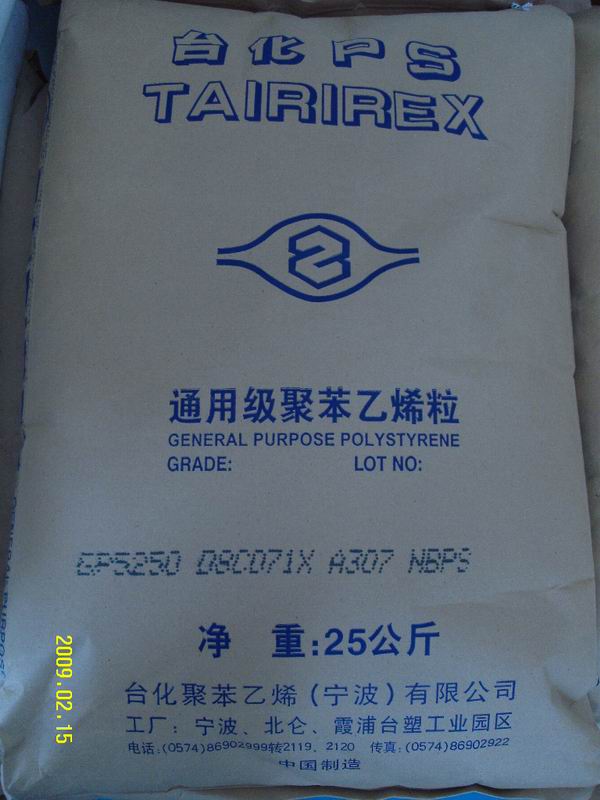 台化PS
TAIRIREX
通用级聚苯乙烯粒
GENERAL PURPOSE POLYSTYRENE
GRADE: LOT NO:
GP5250 D8C071X A307 NBPS
净 重:25公斤
台化聚苯乙烯(宁波)有限公司
工厂: 宁波、北仑、霞浦台塑工业园区
电话:(0574)86902999转2119、2120 传真:(0574)86902922
中国制造
2009.02.15